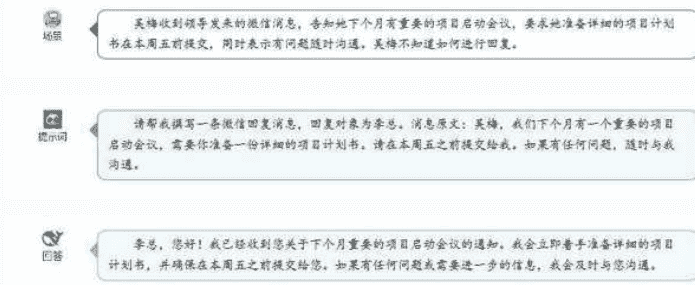 吴梅收到领导发来的微信消息，告知她下个月有重要的项目启动会议，要求她准备详细的项目计划
书在本周五前提交，同时表示有问题随时沟通。吴梅不知道如何进行回复。
场景
请帮我撰写一条微信回复消息，回复对象为李总。消息原文：吴梅，我们下个月有一个重要的项目
启动会议，需要你准备一份详细的项目计划书。请在本周五之前提交给我。如果有任何问题，随时与我
沟通。
提示词
李总，您好！我已经收到您关于下个月重要的项目启动会议的通知。我会立即着手准备详细的项目
计划书，并确保在本周五之前提交给您。如果有任何问题或需要进一步的信息，我会及时与您沟通。
回答